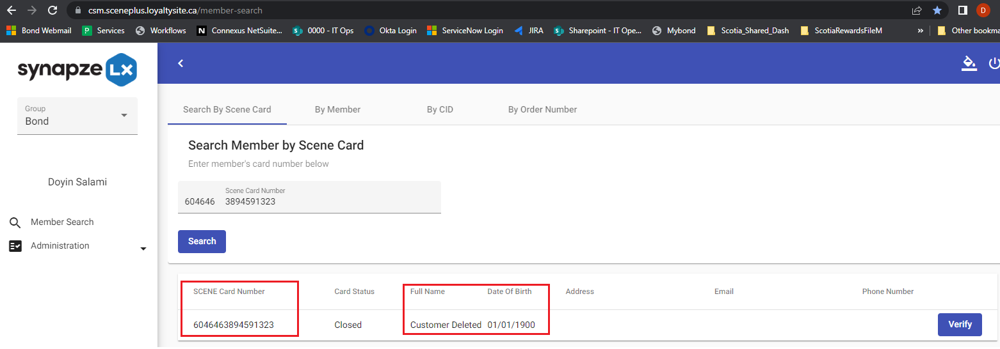 csm.sceneplus.loyaltysite.ca/member-search
D
Bond Webmail
P Services
Workflows
N Connexus NetSuite...
S 0000 - IT Ops
Okta Login
ServiceNow Login
JIRA
S Sharepoint - IT Ope...
Mybond
Scotia_Shared_Dash
ScotiaRewardsFileM
»
Other bookma
synapze LX
Group
Bond
Doyin Salami
Member Search
Administration
Search By Scene Card By Member By CID By Order Number
Search Member by Scene Card
Enter member's card number below
Scene Card Number
604646 3894591323
Search
SCENE Card Number Card Status Full Name Date Of Birth Address Email Phone Number
6046463894591323 Closed Customer Deleted 01/01/1900 Verify